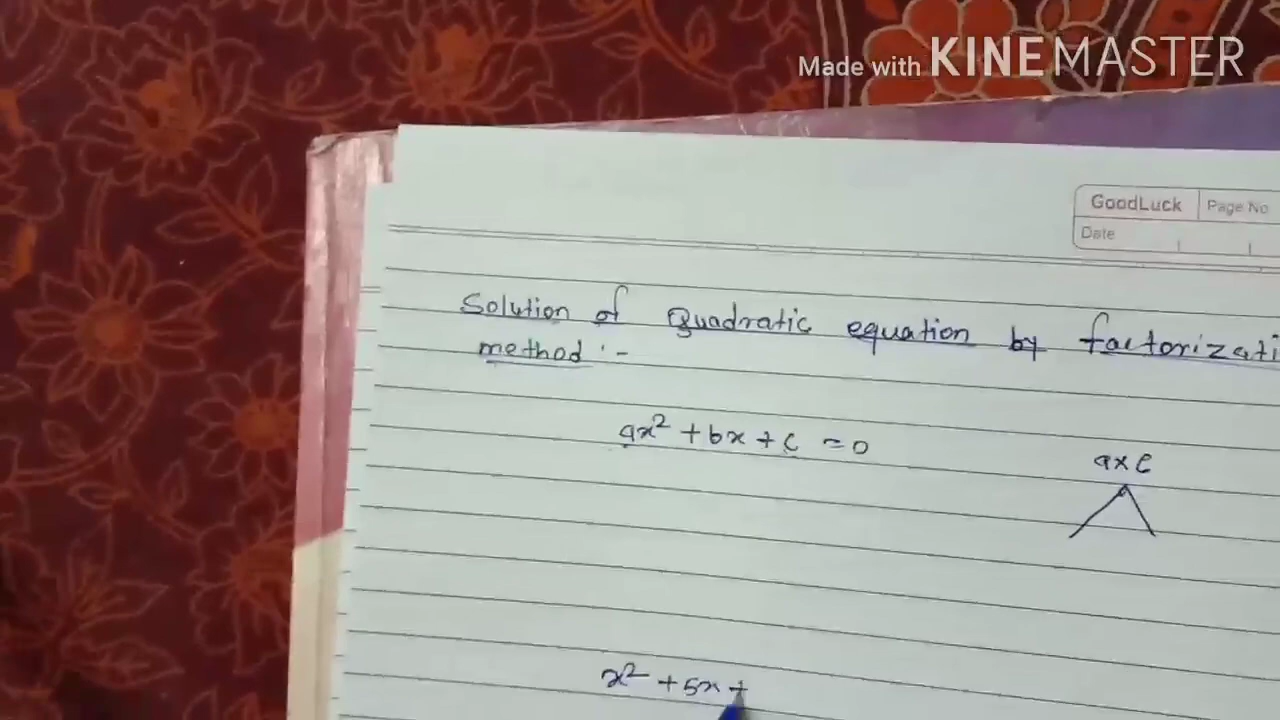 Made with KINEMASTER
GoodLuck Page No
Date
Solution of Quadratic equation by factorizati
method :-
ax² + bx + c = 0
a×c
x² + 5x +